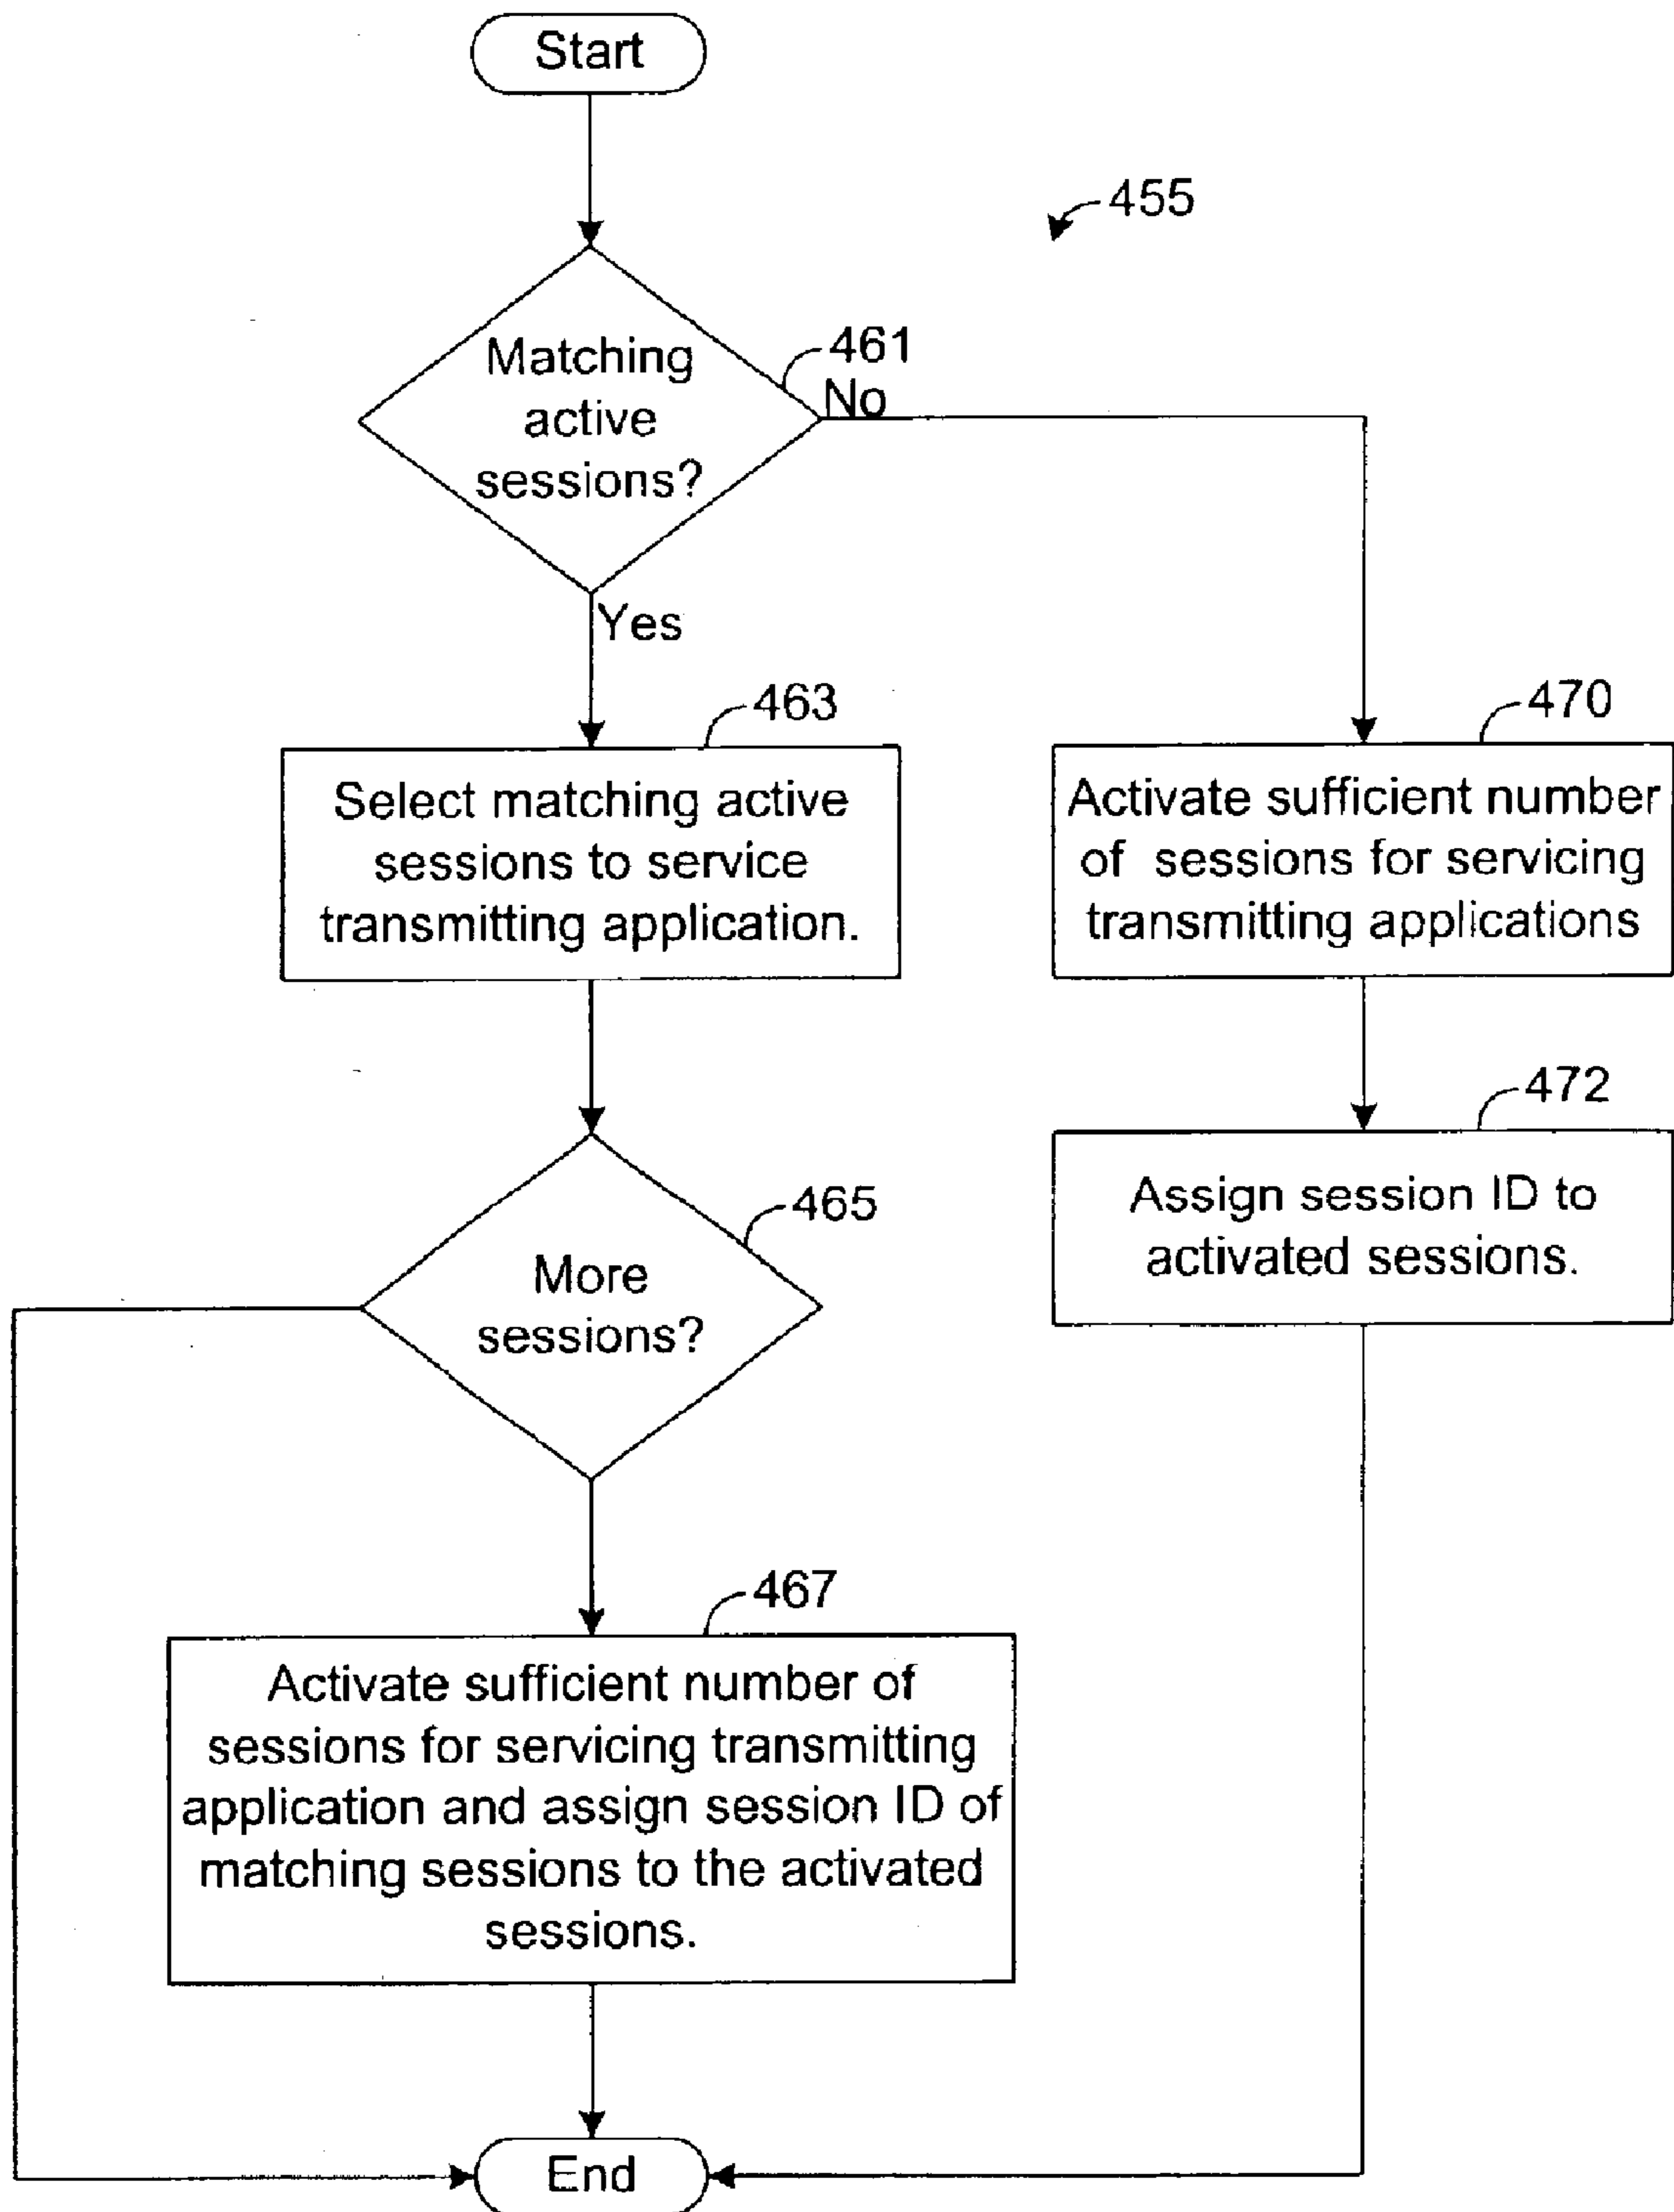 Start
455
Matching
active
sessions?
461
No
Yes
463
Select matching active
sessions to service
transmitting application.
470
Activate sufficient number
of sessions for servicing
transmitting applications
472
Assign session ID to
activated sessions.
465
More
sessions?
467
Activate sufficient number of
sessions for servicing transmitting
application and assign session ID of
matching sessions to the activated
sessions.
End